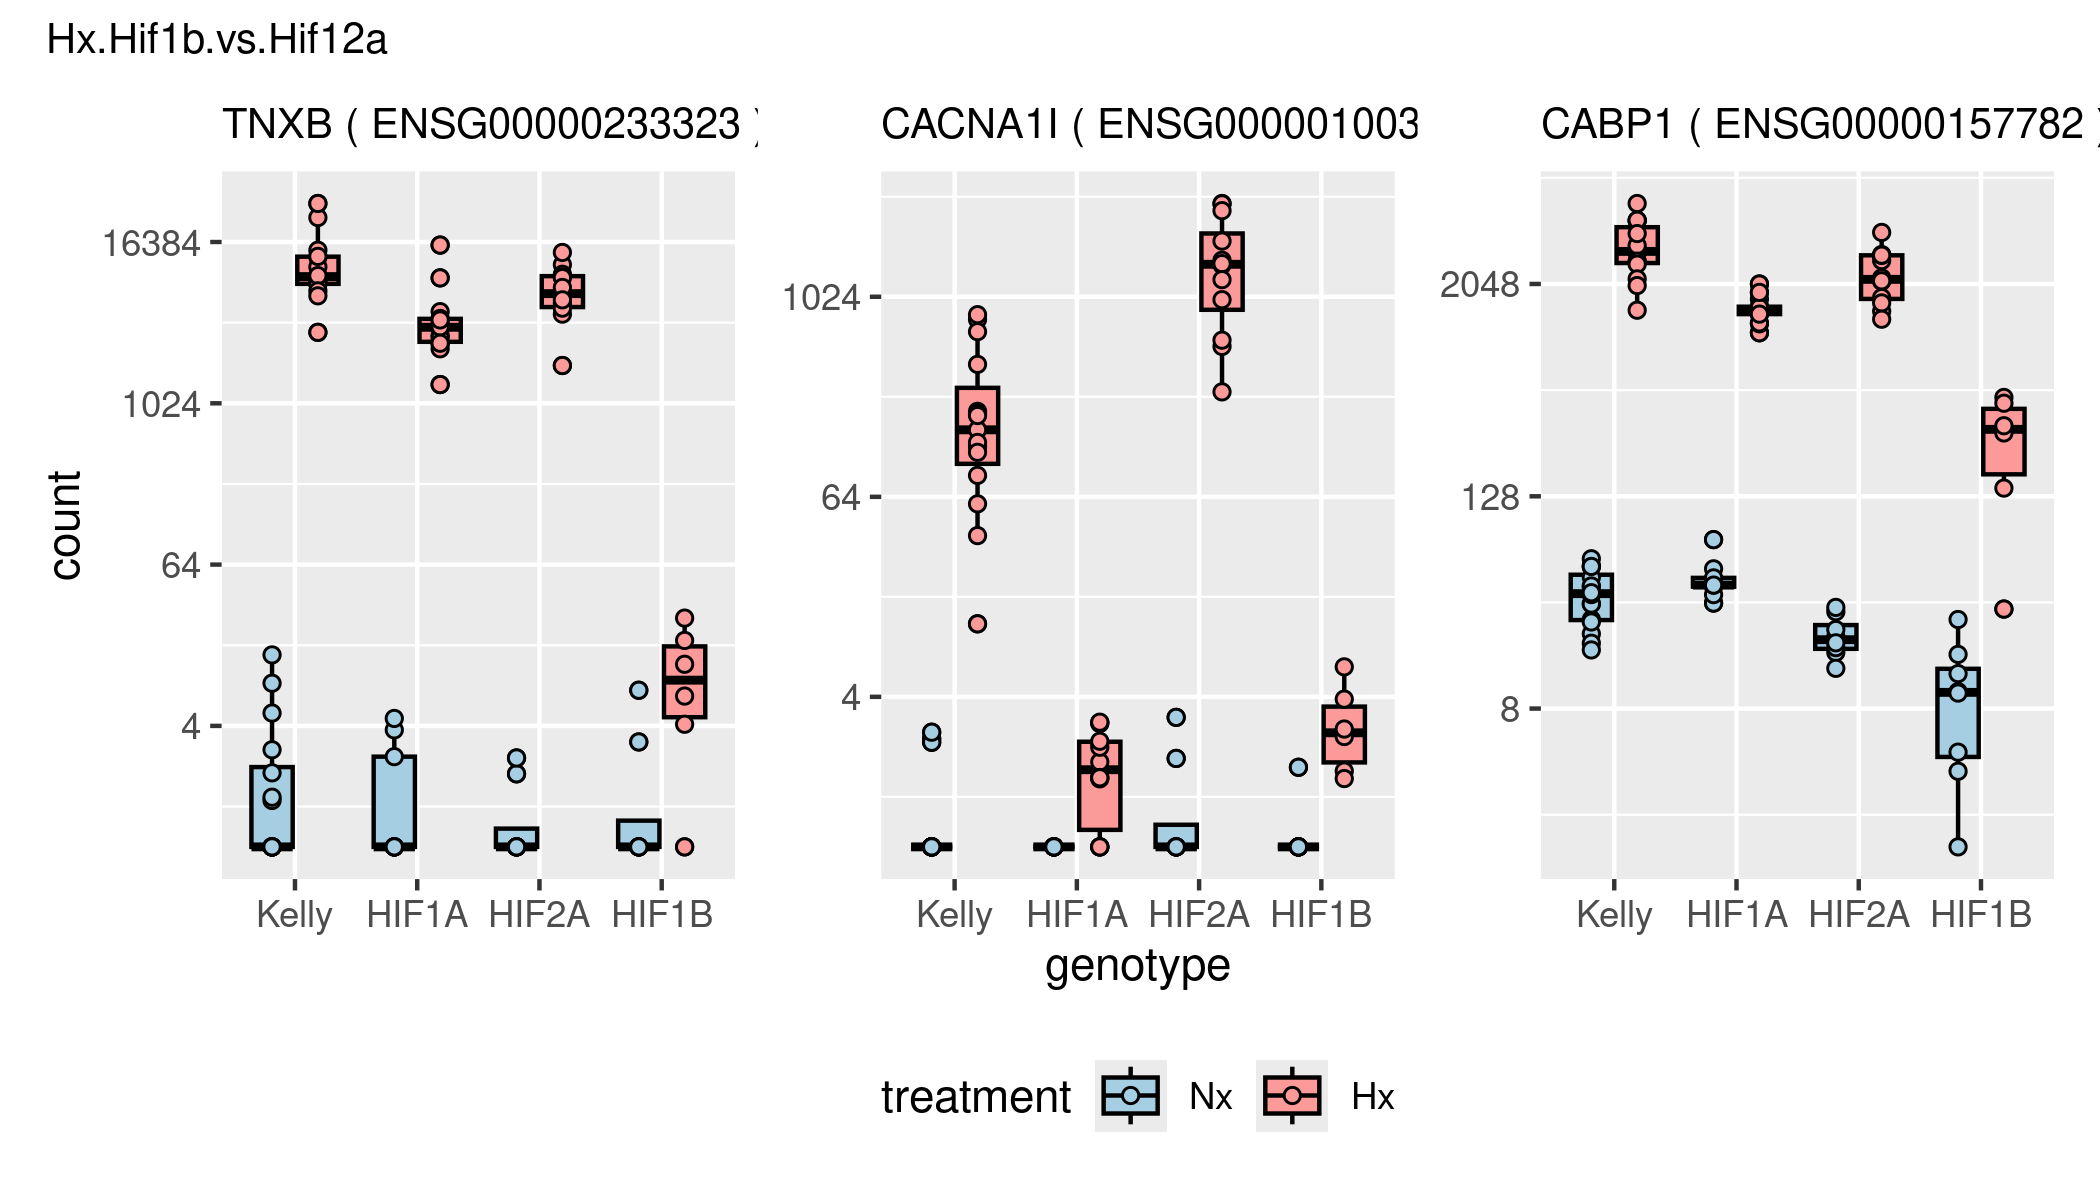 Hx.Hif1b.vs.Hif12a
TNXB ( ENSG00000233323 )
CACNA1I ( ENSG000001003
CABP1 ( ENSG00000157782 )
count
16384
1024
64
4
Kelly HIF1A HIF2A HIF1B
1024
64
4
Kelly HIF1A HIF2A HIF1B
2048
128
8
Kelly HIF1A HIF2A HIF1B
genotype
treatment Nx Hx